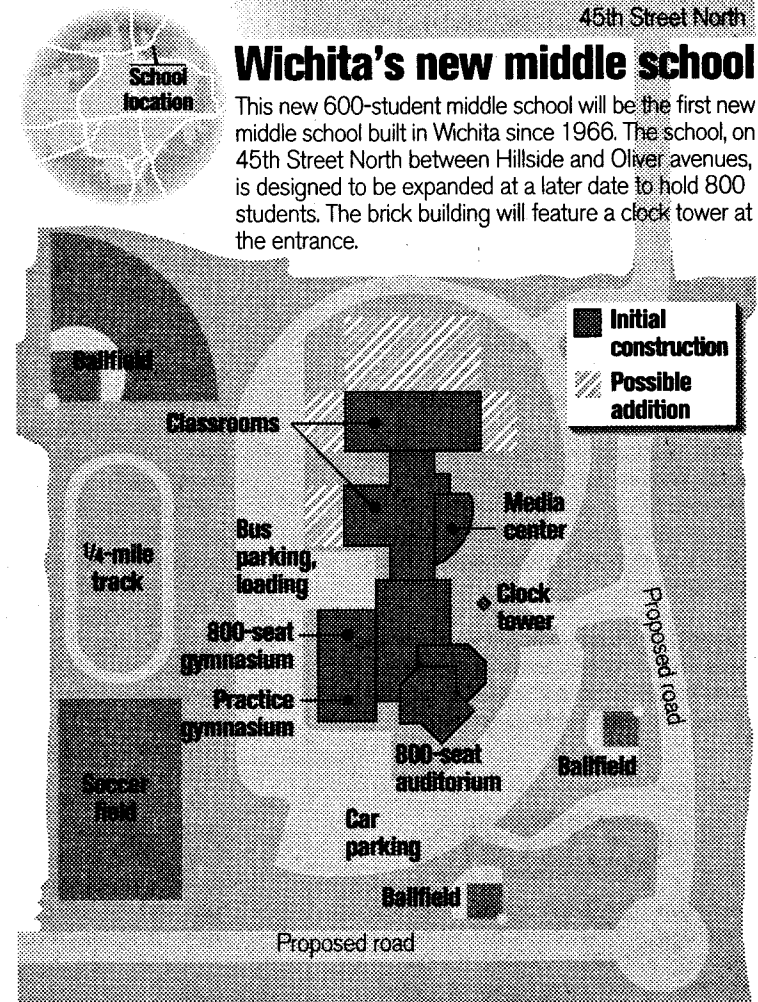 45th Street North
School
location
Wichita's new middle school
This new 600-student middle school will be the first new
middle school built in Wichita since 1966. The school, on
45th Street North between Hillside and Oliver avenues,
is designed to be expanded at a later date to hold 800
students. The brick building will feature a clock tower at
the entrance.
Initial
construction
Possible
addition
Ballfield
Classrooms
Media
center
Bus
parking,
loading
1/4-mile
track
Clock
tower
800-seat
gymnasium
Practice
gymnasium
Proposed road
800-seat
auditorium
Ballfield
Soccer
field
Car
parking
Ballfield
Proposed road